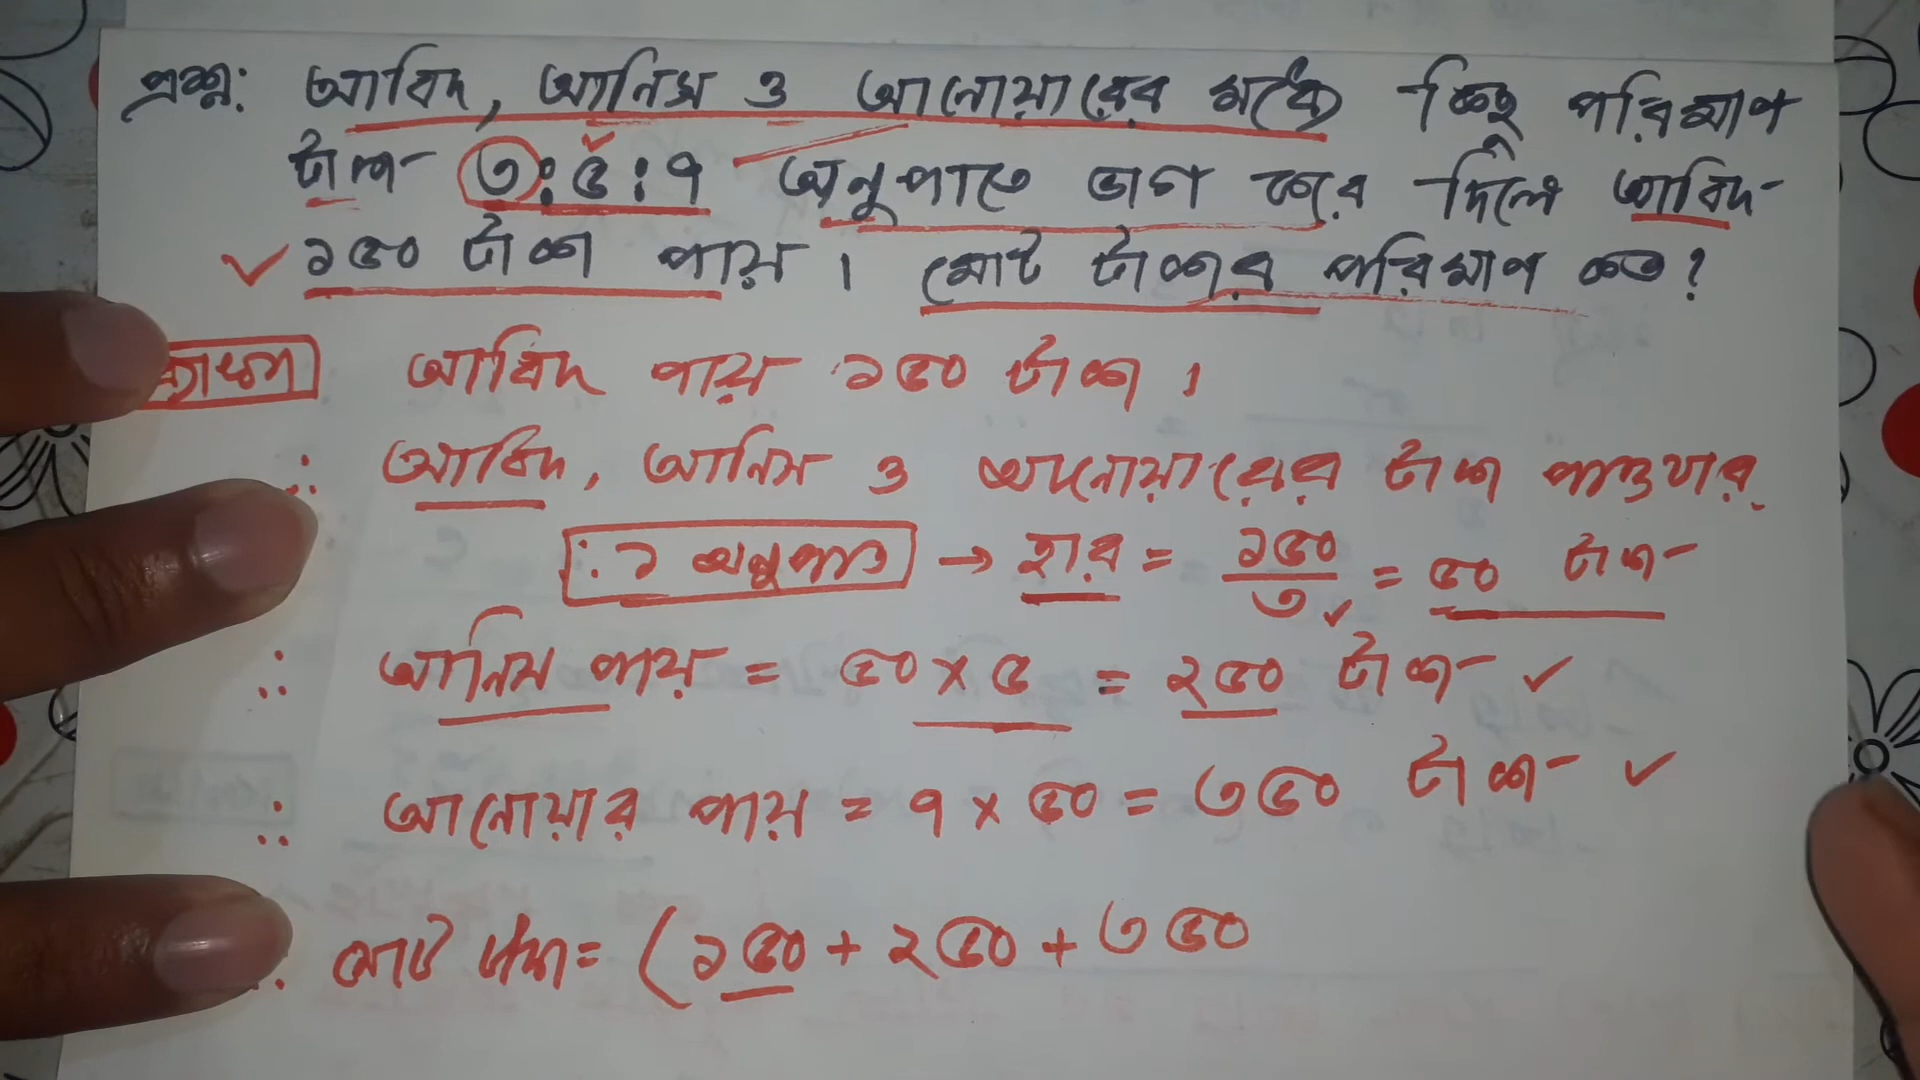 প্রশ্ন: আবিদ, আনিস ও আনোয়ারের মধ্যে কিছু পরিমাণ
টাকা ৩:৫:৭ অনুপাতে ভাগ করে দিলে আবিদ
১৫০ টাকা পায়। মোট টাকার পরিমাণ কত?
আবিদ পায় ১৫০ টাকা।
∴ আবিদ, আনিস ও আনোয়ারের টাকা পাওয়ার
∴ ১ অনুপাত → হার = ১৫০/৩ = ৫০ টাকা
∴ আনিস পায় = ৫০ × ৫ = ২৫০ টাকা
∴ আনোয়ার পায় = ৭ × ৫০ = ৩৫০ টাকা
মোট টাকা = (১৫০ + ২৫০ + ৩৫০